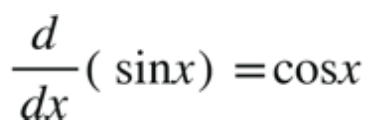 d/dx ( sinx) =cosx